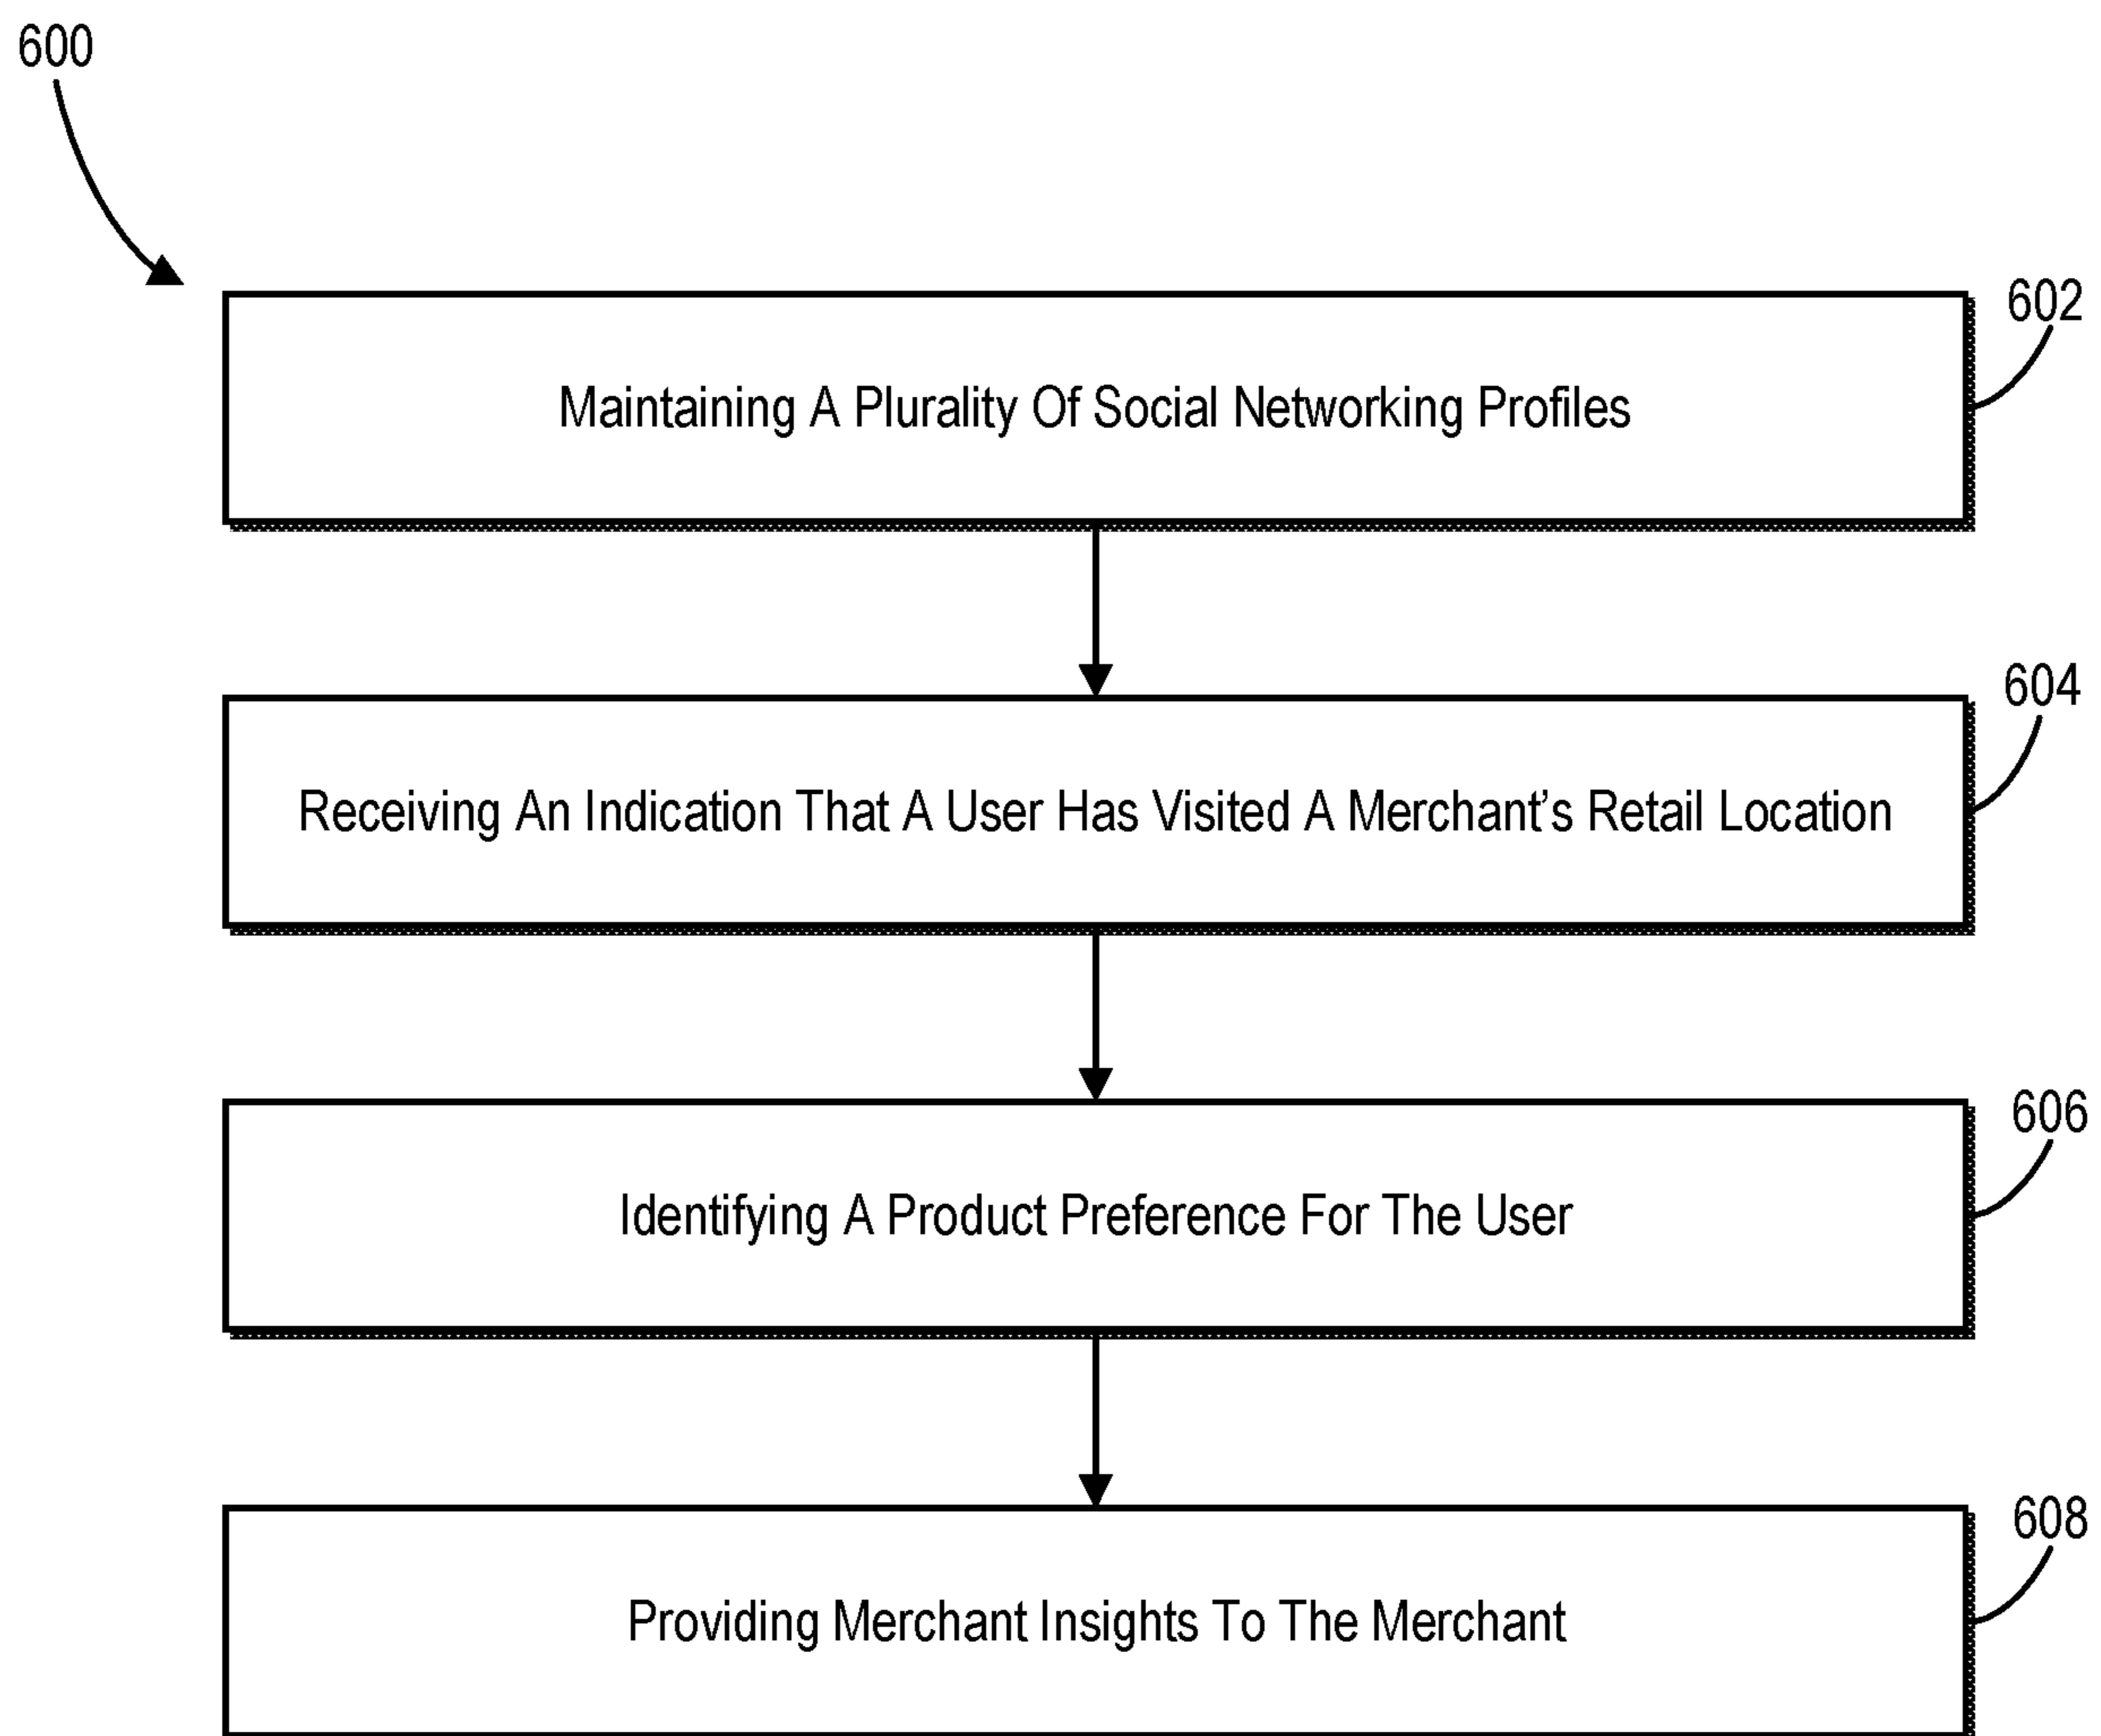 600
602
Maintaining A Plurality Of Social Networking Profiles
604
Receiving An Indication That A User Has Visited A Merchant’s Retail Location
606
Identifying A Product Preference For The User
608
Providing Merchant Insights To The Merchant